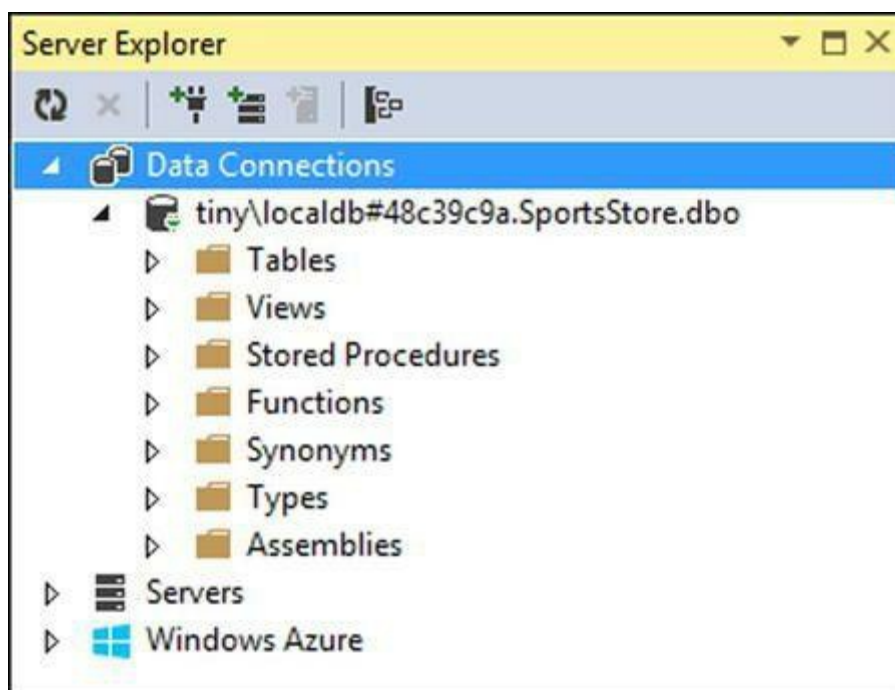 Server Explorer
Data Connections
tiny\localdb#48c39c9a.SportsStore.dbo
Tables
Views
Stored Procedures
Functions
Synonyms
Types
Assemblies
Servers
Windows Azure